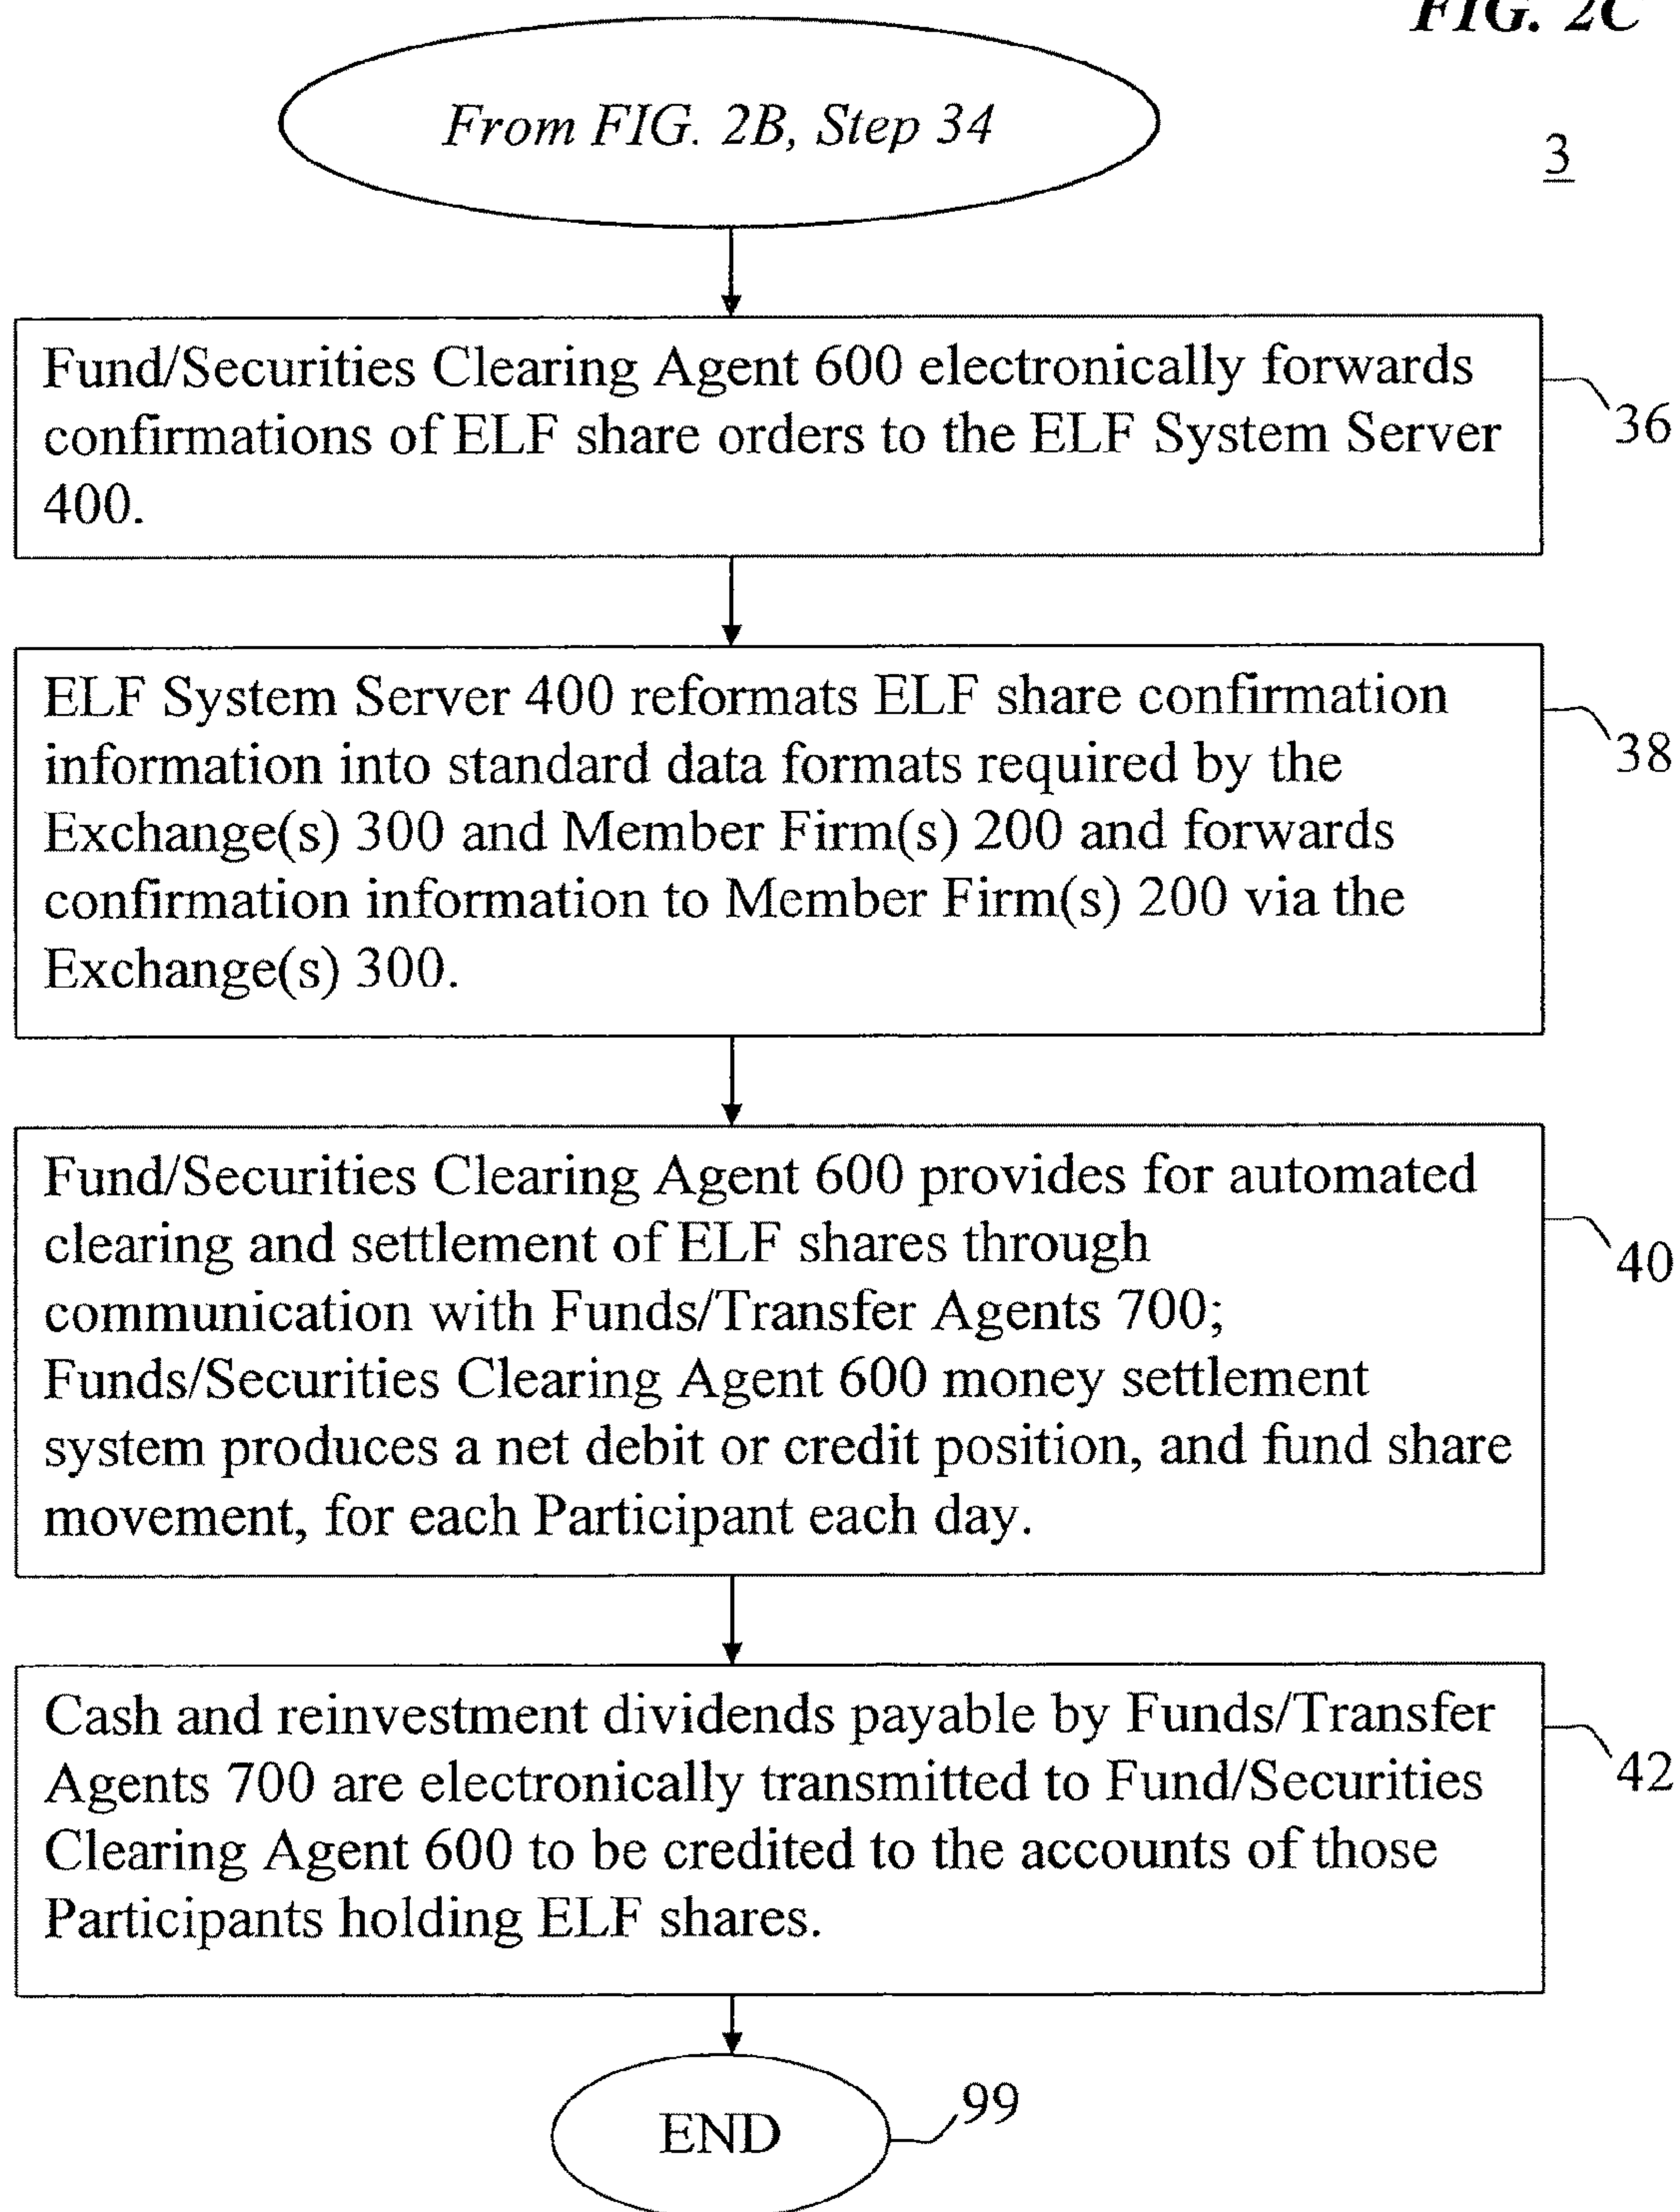 FIG. 2C
From FIG. 2B, Step 34
3
Fund/Securities Clearing Agent 600 electronically forwards
confirmations of ELF share orders to the ELF System Server
400.
36
ELF System Server 400 reformats ELF share confirmation
information into standard data formats required by the
Exchange(s) 300 and Member Firm(s) 200 and forwards
confirmation information to Member Firm(s) 200 via the
Exchange(s) 300.
38
Fund/Securities Clearing Agent 600 provides for automated
clearing and settlement of ELF shares through
communication with Funds/Transfer Agents 700;
Funds/Securities Clearing Agent 600 money settlement
system produces a net debit or credit position, and fund share
movement, for each Participant each day.
40
Cash and reinvestment dividends payable by Funds/Transfer
Agents 700 are electronically transmitted to Fund/Securities
Clearing Agent 600 to be credited to the accounts of those
Participants holding ELF shares.
42
END
99